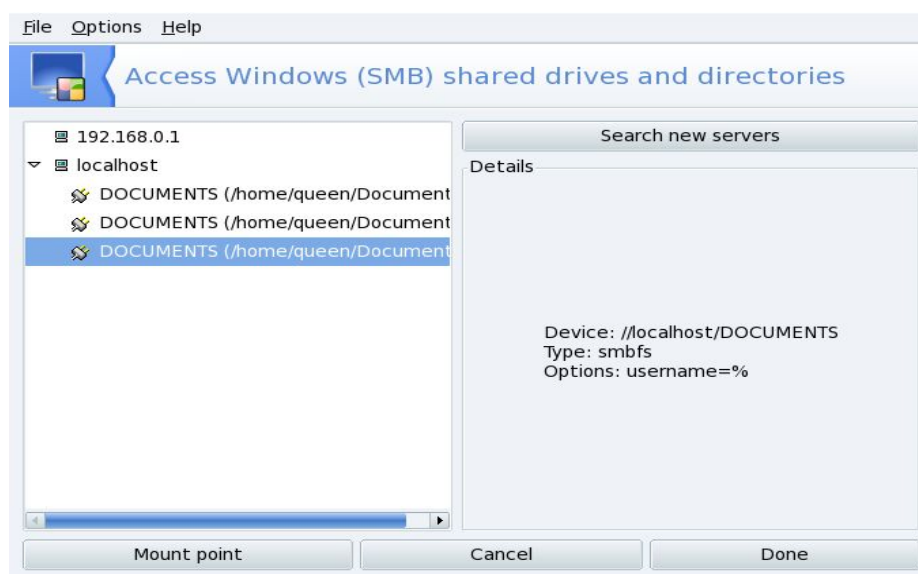 File Options Help
Access Windows (SMB) shared drives and directories
192.168.0.1
localhost
DOCUMENTS (/home/queen/Document
DOCUMENTS (/home/queen/Document
DOCUMENTS (/home/queen/Document
Search new servers
Details
Device: //localhost/DOCUMENTS
Type: smbfs
Options: username=%
Mount point Cancel Done